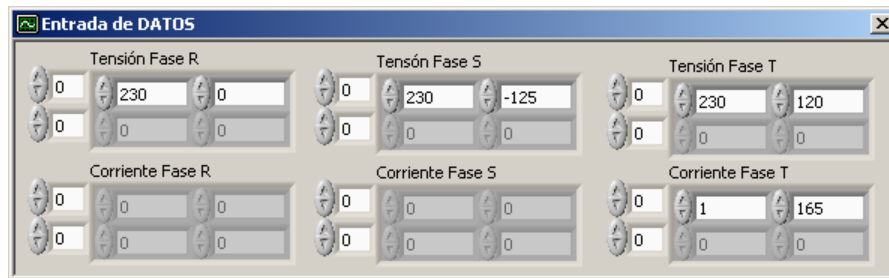 Entrada de DATOS
Tensión Fase R
Tensón Fase S
Tensión Fase T
0 230 0
0 230 -125
0 230 120
0 0 0
0 0 0
0 0 0
Corriente Fase R
Corriente Fase S
Corriente Fase T
0 0 0
0 0 0
0 1 165
0 0 0
0 0 0
0 0 0